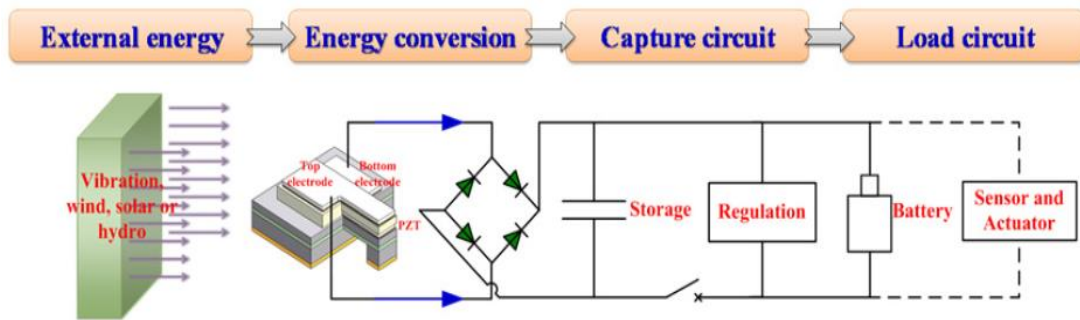 External energy
Energy conversion
Capture circuit
Load circuit
Vibration,
wind, solar or
hydro
Top
electrode
Bottom
electrode
PZT
Storage
Regulation
Battery
Sensor and
Actuator